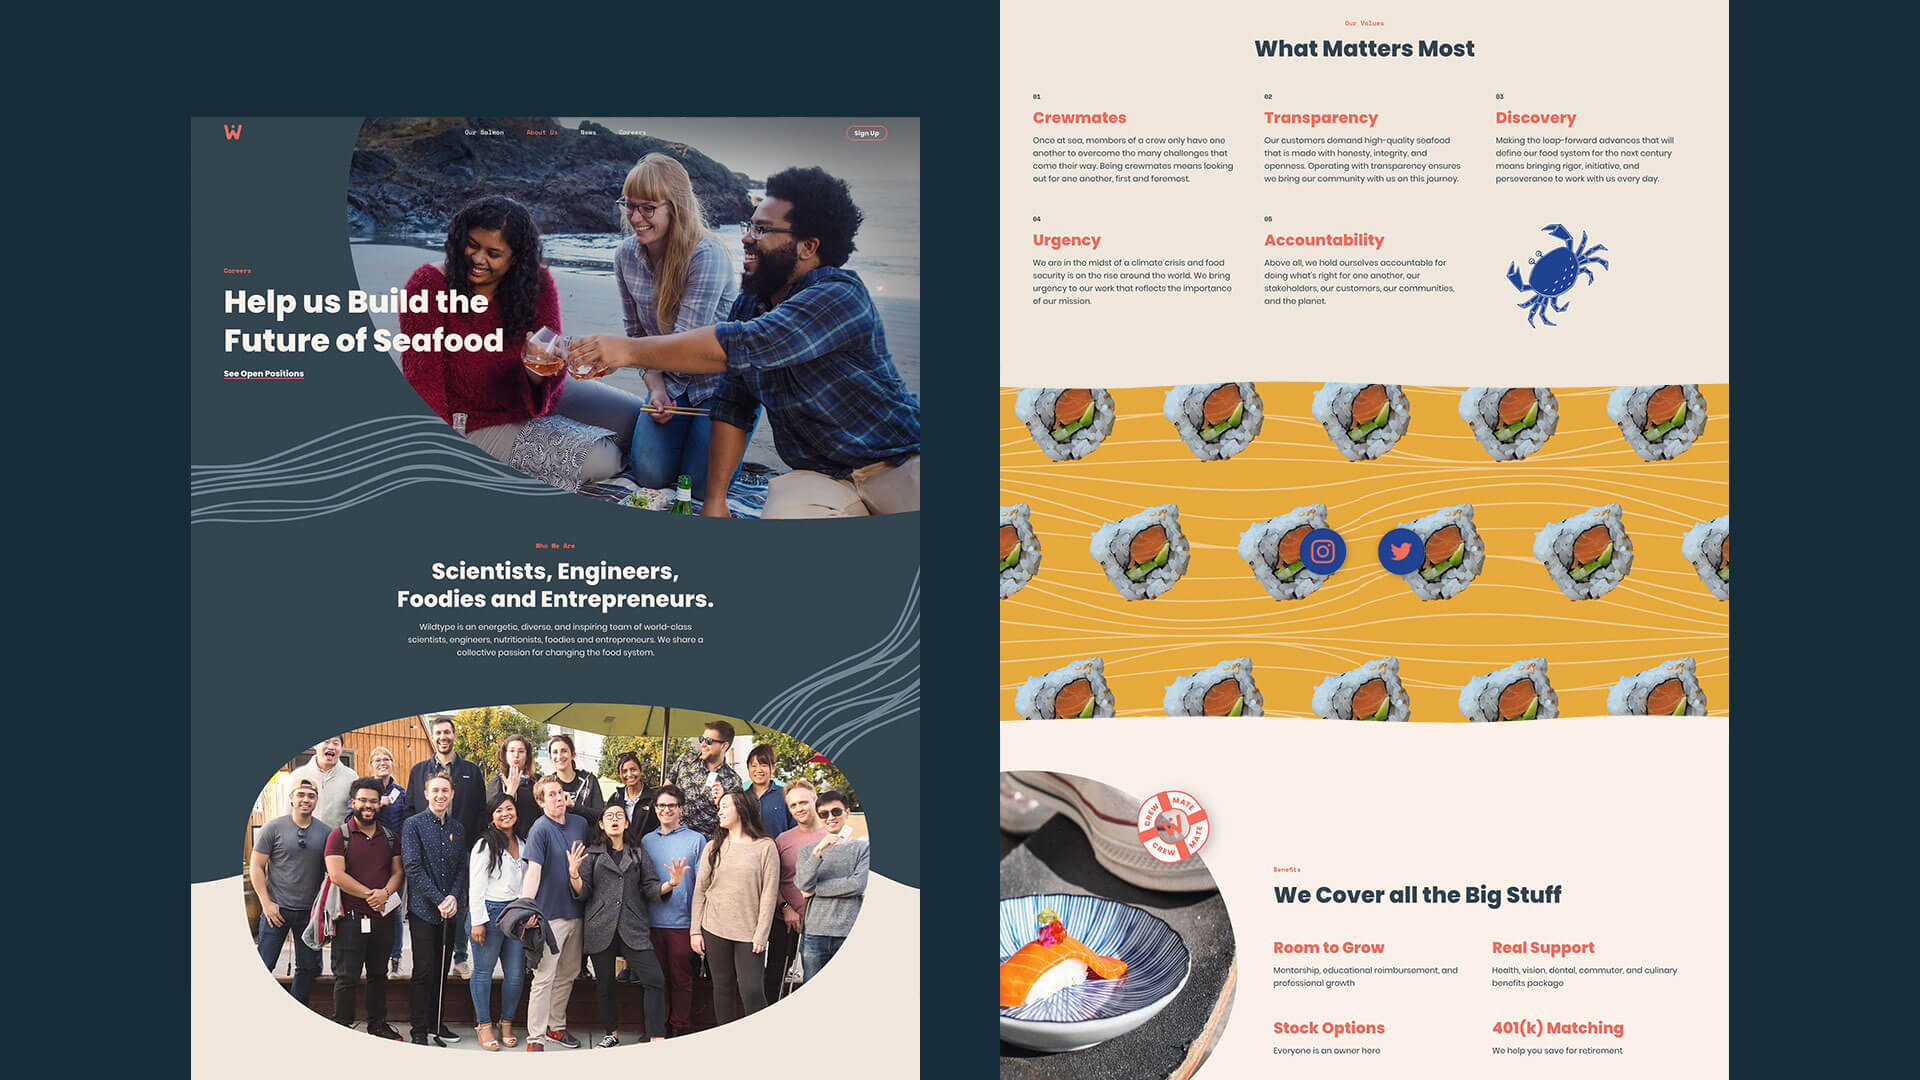 W
Our Salmon About Us News Careers
Sign Up
Careers
Help us Build the
Future of Seafood
See Open Positions
Who We Are
Scientists, Engineers,
Foodies and Entrepreneurs.
Wildtype is an energetic, diverse, and inspiring team of world-class
scientists, engineers, nutritionists, foodies and entrepreneurs. We share a
collective passion for changing the food system.
Our Values
What Matters Most
01
Crewmates
Once at sea, members of a crew only have one
another to overcome the many challenges that
come their way. Being crewmates means looking
out for one another, first and foremost.
02
Transparency
Our customers demand high-quality seafood
that is made with honesty, integrity, and
openness. Operating with transparency ensures
we bring our community with us on this journey.
03
Discovery
Making the leap-forward advances that will
define our food system for the next century
means bringing rigor, initiative, and
perseverance to work with us every day.
04
Urgency
We are in the midst of a climate crisis and food
security is on the rise around the world. We bring
urgency to our work that reflects the importance
of our mission.
05
Accountability
Above all, we hold ourselves accountable for
doing what's right for one another, our
stakeholders, our customers, our communities,
and the planet.
CREW MATE CREW MATE
W
Benefits
We Cover all the Big Stuff
Room to Grow
Mentorship, educational reimbursement, and
professional growth
Real Support
Health, vision, dental, commuter, and culinary
benefits package
Stock Options
Everyone is an owner here
401(k) Matching
We help you save for retirement